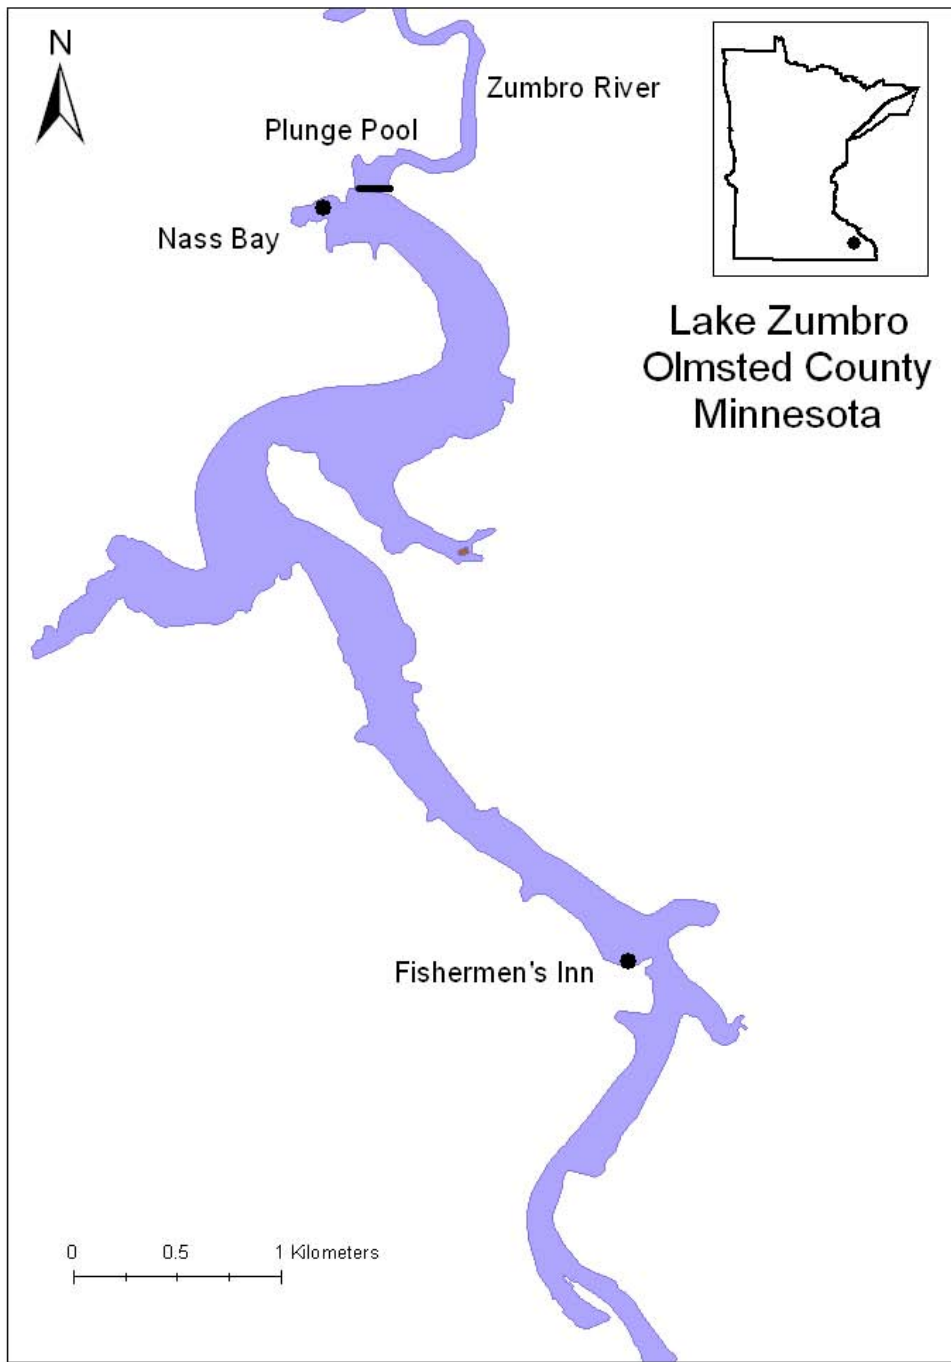 N
Zumbro River
Plunge Pool
Nass Bay
Lake Zumbro
Olmsted County
Minnesota
Fishermen's Inn
0 0.5 1 Kilometers